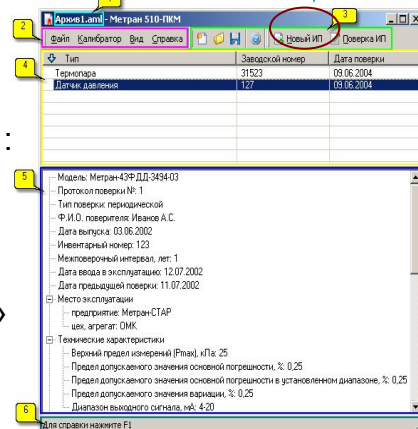 1
3
Архив1.aml - Метран 510-ПКМ
2
Файл Калибратор Вид Справка Новый ИП Поверка ИП
4
Тип Заводской номер Дата поверки
Термопара 31523 09.06.2004
Датчик давления 127 09.06.2004
:
5
Модель: Метран-43ФДД-3494-03
Протокол поверки №: 1
Тип поверки: периодической
Ф.И.О. поверителя: Иванов А.С.
Дата выпуска: 03.06.2002
Инвентарный номер: 123
Межповерочный интервал, лет: 1
Дата ввода в эксплуатацию: 12.07.2002
Дата предыдущей поверки: 11.07.2002
»
Место эксплуатации
предприятие: Метран-СТАР
цех, агрегат: ОМК
Технические характеристики
Верхний предел измерений (Pmax), кПа: 25
Предел допускаемого значения основной погрешности, %: 0,25
Предел допускаемого значения основной погрешности в установленном диапазоне, %: 0,25
Предел допускаемого значения вариации, %: 0,25
Диапазон выходного сигнала, мА: 4-20
6
Для справки нажмите F1